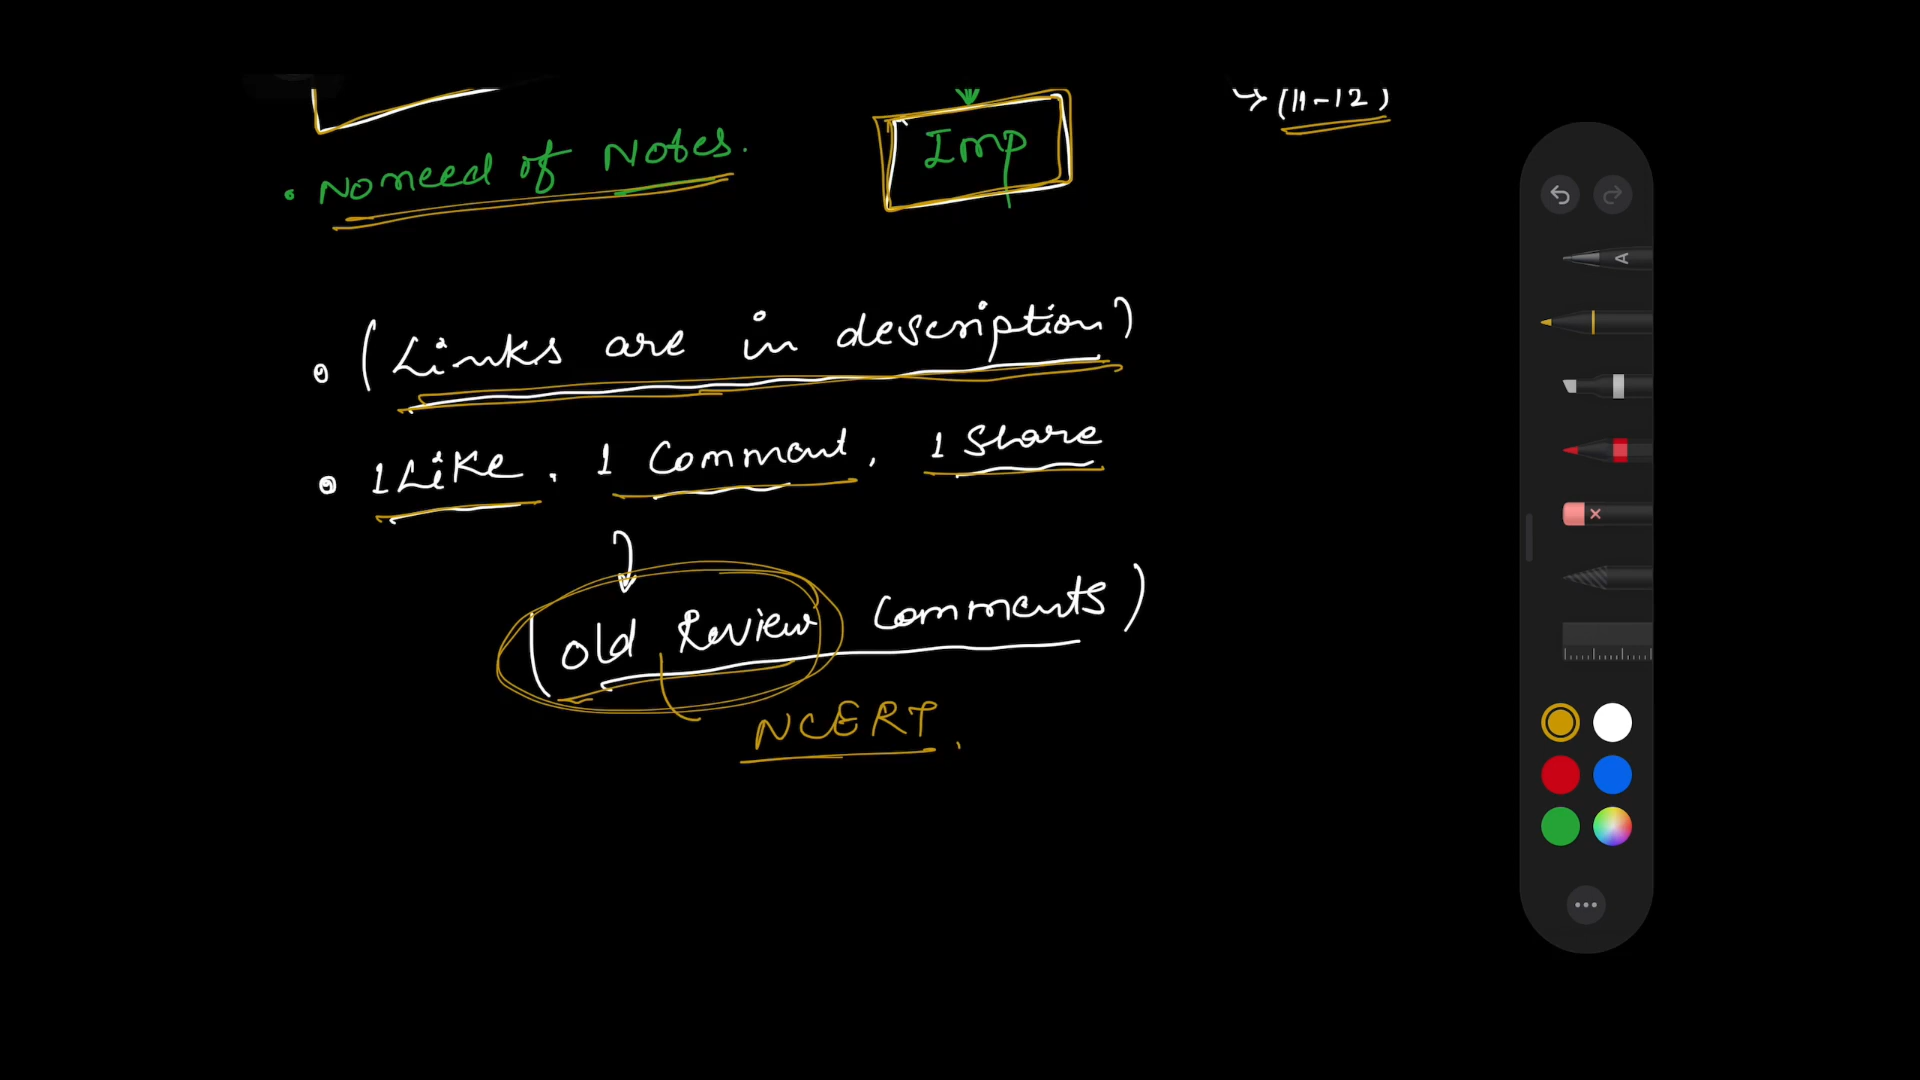 → (11-12)
Imp
• No need of Notes.
• (Links are in description)
• 1 Like, 1 Comment, 1 Share
(old Review Comments)
NCERT.
A